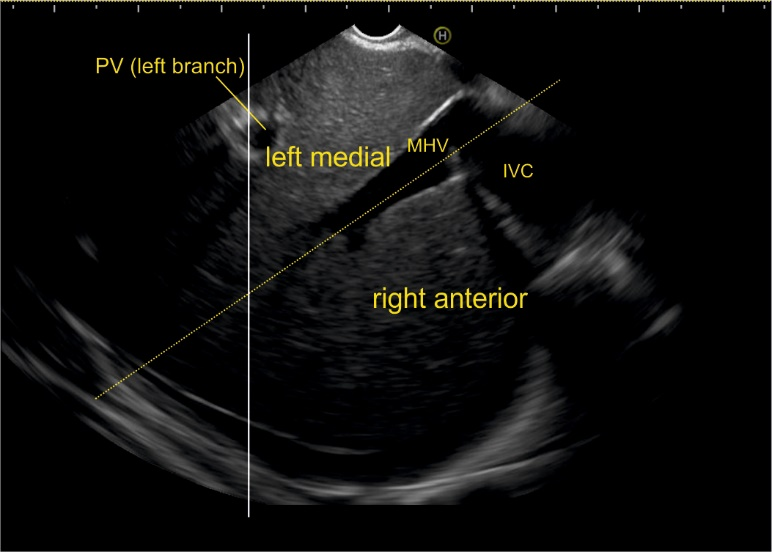 H
PV (left branch)
left medial
MHV
IVC
right anterior